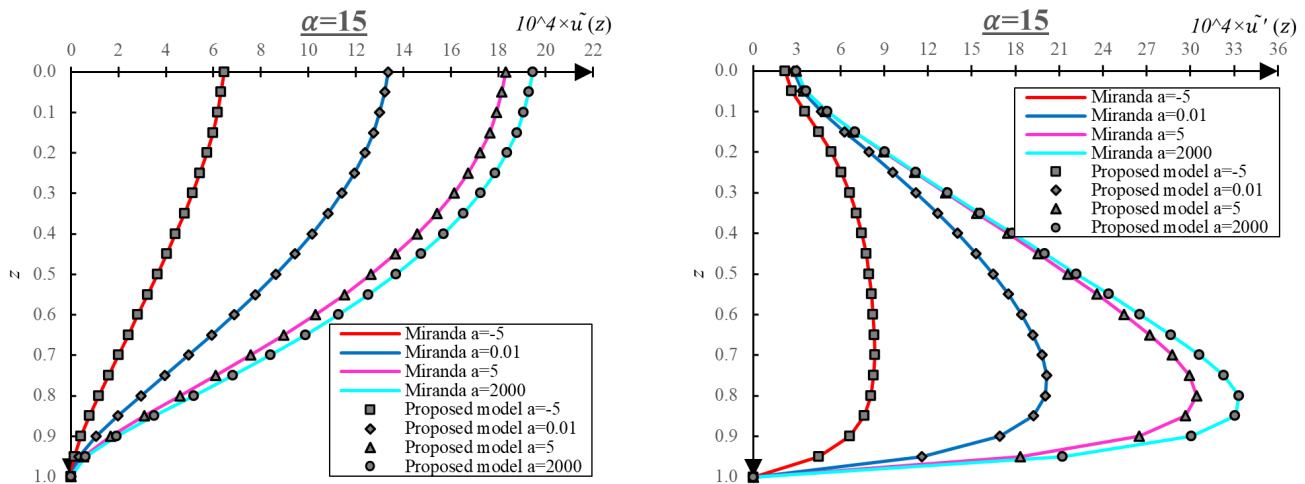 α=15
10^4×u˜(z)
0 2 4 6 8 10 12 14 16 18 20 22
0.0
0.1
0.2
0.3
0.4
0.5
0.6
0.7
0.8
0.9
1.0
z
Miranda a=-5
Miranda a=0.01
Miranda a=5
Miranda a=2000
Proposed model a=-5
Proposed model a=0.01
Proposed model a=5
Proposed model a=2000
α=15
10^4×u˜'(z)
0 3 6 9 12 15 18 21 24 27 30 33 36
0.0
0.1
0.2
0.3
0.4
0.5
0.6
0.7
0.8
0.9
1.0
z
Miranda a=-5
Miranda a=0.01
Miranda a=5
Miranda a=2000
Proposed model a=-5
Proposed model a=0.01
Proposed model a=5
Proposed model a=2000